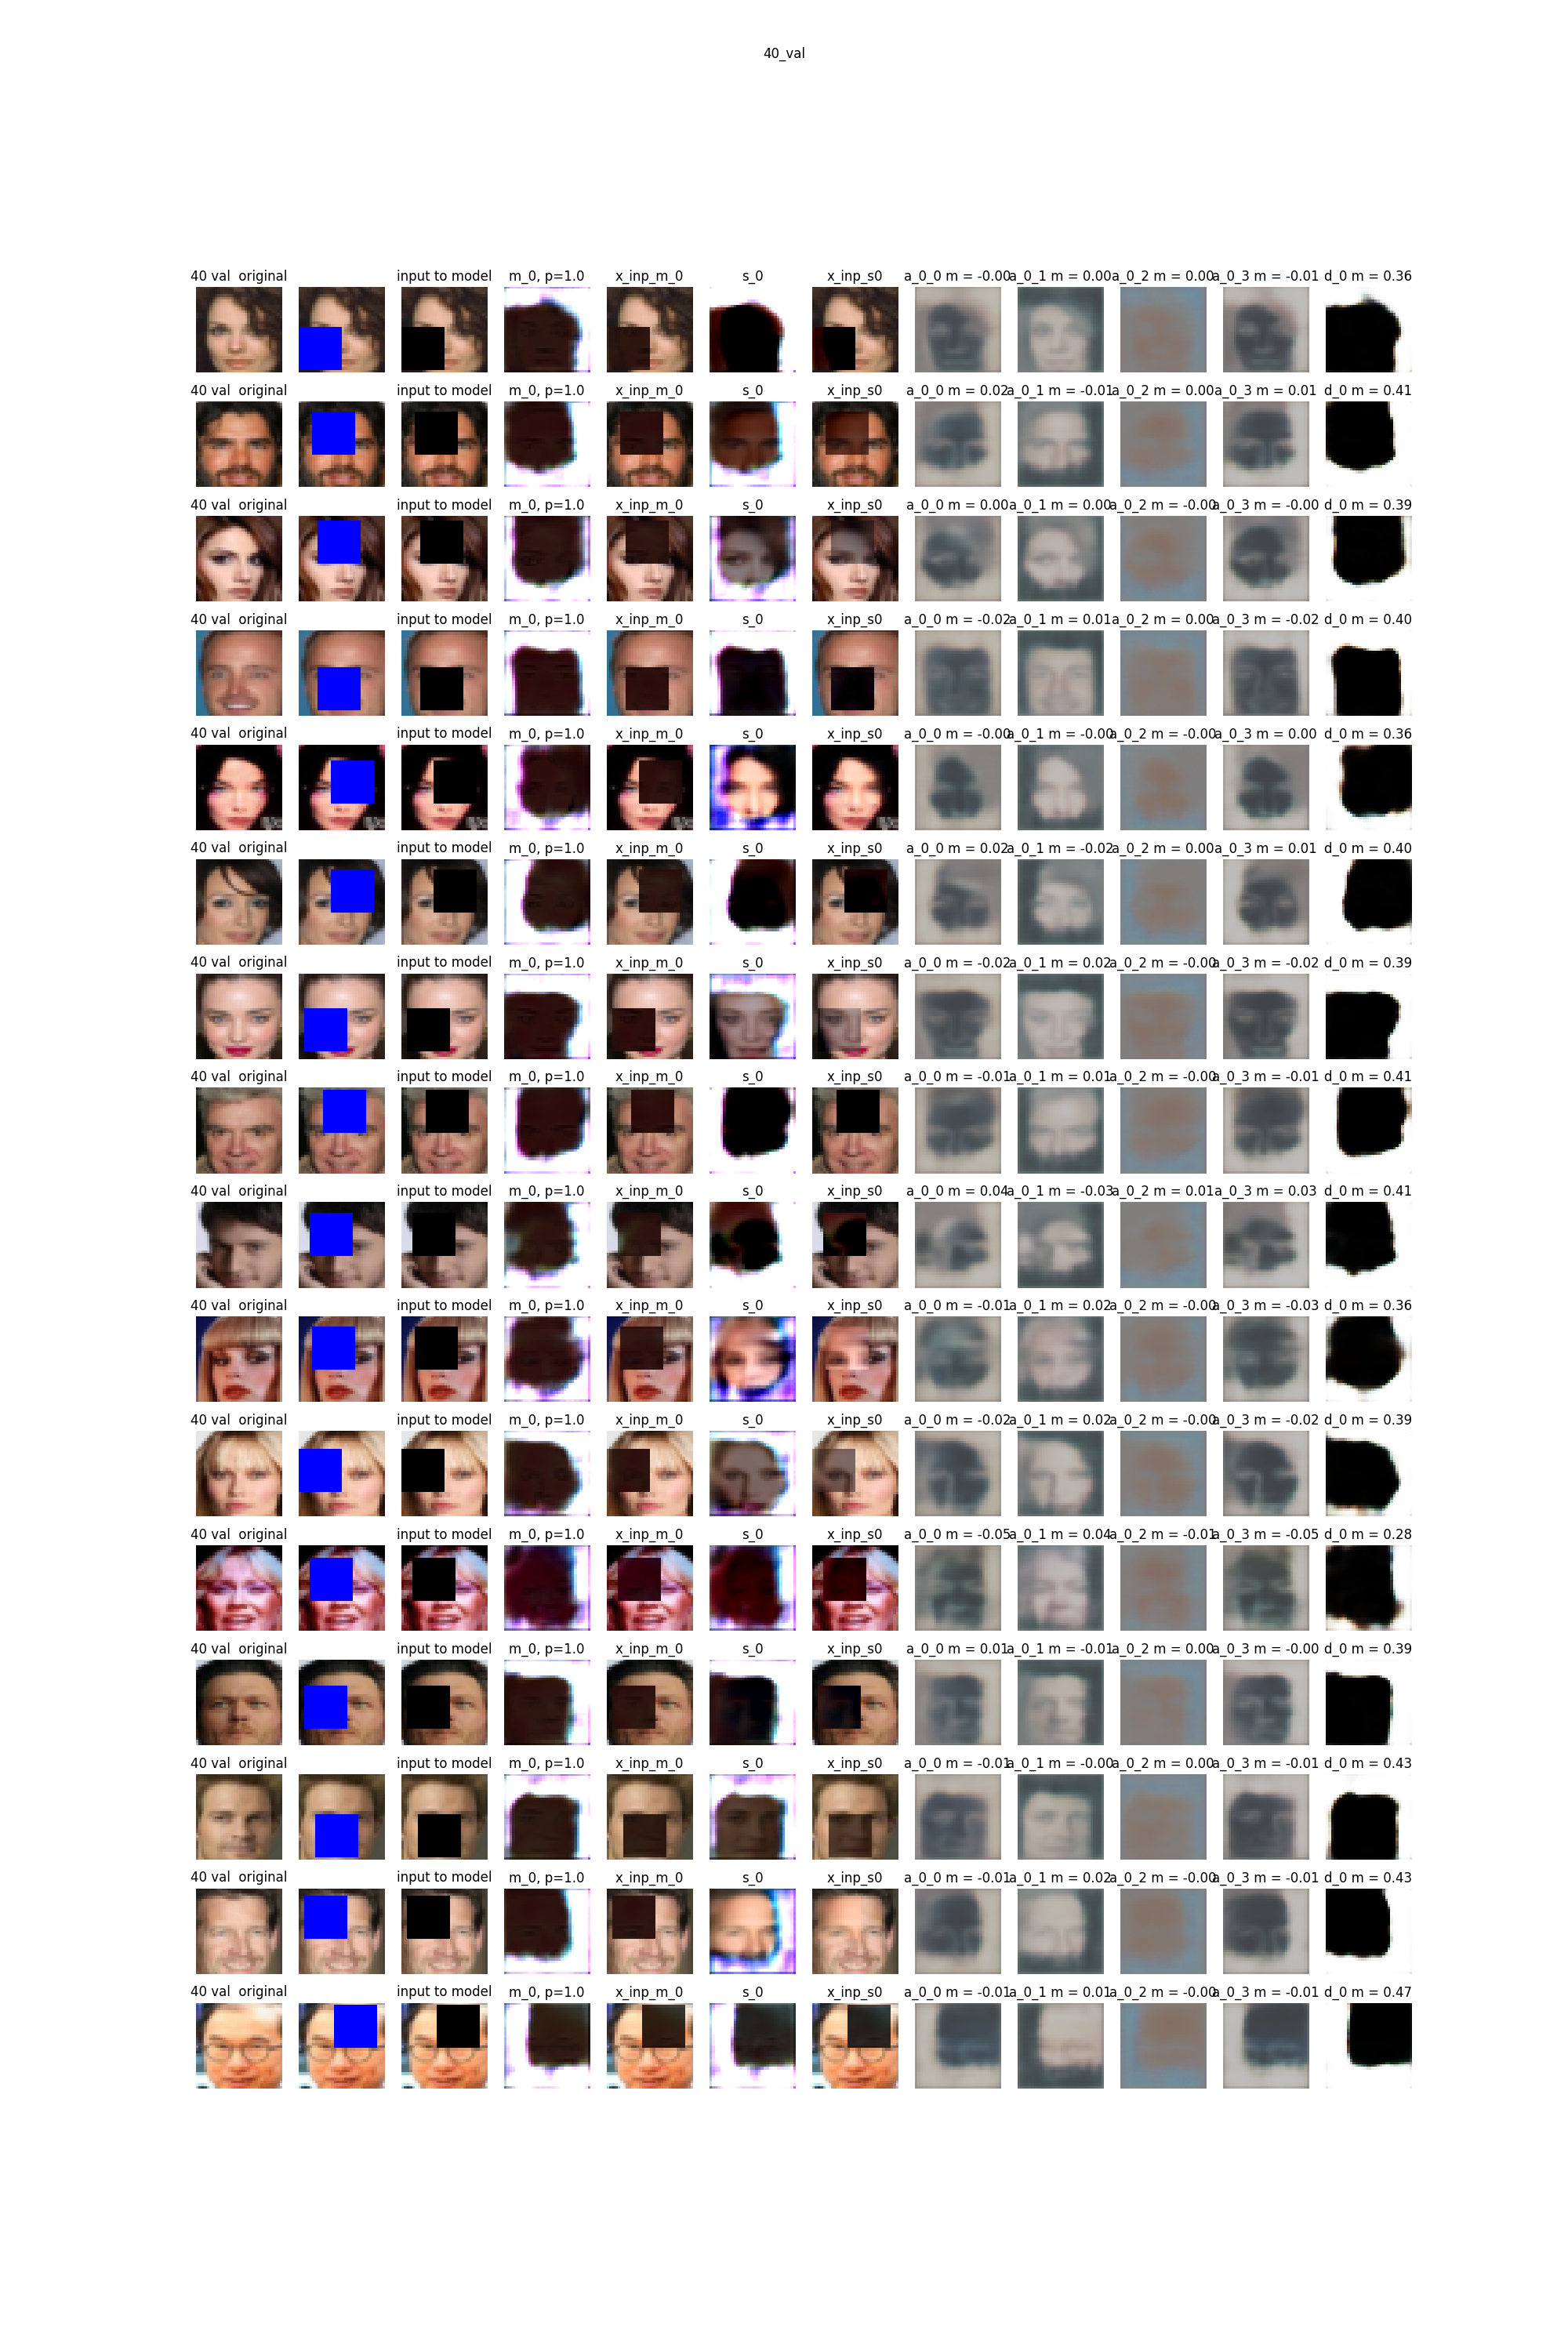 40_val
40 val original input to model m_0, p=1.0 x_inp_m_0 s_0 x_inp_s0 a_0_0 m = -0.00 a_0_1 m = 0.00 a_0_2 m = 0.00 a_0_3 m = -0.01 d_0 m = 0.36
40 val original input to model m_0, p=1.0 x_inp_m_0 s_0 x_inp_s0 a_0_0 m = 0.02 a_0_1 m = -0.01 a_0_2 m = 0.00 a_0_3 m = 0.01 d_0 m = 0.41
40 val original input to model m_0, p=1.0 x_inp_m_0 s_0 x_inp_s0 a_0_0 m = 0.00 a_0_1 m = 0.00 a_0_2 m = -0.00 a_0_3 m = -0.00 d_0 m = 0.39
40 val original input to model m_0, p=1.0 x_inp_m_0 s_0 x_inp_s0 a_0_0 m = -0.02 a_0_1 m = 0.01 a_0_2 m = 0.00 a_0_3 m = -0.02 d_0 m = 0.40
40 val original input to model m_0, p=1.0 x_inp_m_0 s_0 x_inp_s0 a_0_0 m = -0.00 a_0_1 m = -0.00 a_0_2 m = -0.00 a_0_3 m = 0.00 d_0 m = 0.36
40 val original input to model m_0, p=1.0 x_inp_m_0 s_0 x_inp_s0 a_0_0 m = 0.02 a_0_1 m = -0.02 a_0_2 m = 0.00 a_0_3 m = 0.01 d_0 m = 0.40
40 val original input to model m_0, p=1.0 x_inp_m_0 s_0 x_inp_s0 a_0_0 m = -0.02 a_0_1 m = 0.02 a_0_2 m = -0.00 a_0_3 m = -0.02 d_0 m = 0.39
40 val original input to model m_0, p=1.0 x_inp_m_0 s_0 x_inp_s0 a_0_0 m = -0.01 a_0_1 m = 0.01 a_0_2 m = -0.00 a_0_3 m = -0.01 d_0 m = 0.41
40 val original input to model m_0, p=1.0 x_inp_m_0 s_0 x_inp_s0 a_0_0 m = 0.04 a_0_1 m = -0.03 a_0_2 m = 0.01 a_0_3 m = 0.03 d_0 m = 0.41
40 val original input to model m_0, p=1.0 x_inp_m_0 s_0 x_inp_s0 a_0_0 m = -0.01 a_0_1 m = 0.02 a_0_2 m = -0.00 a_0_3 m = -0.03 d_0 m = 0.36
40 val original input to model m_0, p=1.0 x_inp_m_0 s_0 x_inp_s0 a_0_0 m = -0.02 a_0_1 m = 0.02 a_0_2 m = -0.00 a_0_3 m = -0.02 d_0 m = 0.39
40 val original input to model m_0, p=1.0 x_inp_m_0 s_0 x_inp_s0 a_0_0 m = -0.05 a_0_1 m = 0.04 a_0_2 m = -0.01 a_0_3 m = -0.05 d_0 m = 0.28
40 val original input to model m_0, p=1.0 x_inp_m_0 s_0 x_inp_s0 a_0_0 m = 0.01 a_0_1 m = -0.01 a_0_2 m = 0.00 a_0_3 m = -0.00 d_0 m = 0.39
40 val original input to model m_0, p=1.0 x_inp_m_0 s_0 x_inp_s0 a_0_0 m = -0.01 a_0_1 m = -0.00 a_0_2 m = 0.00 a_0_3 m = -0.01 d_0 m = 0.43
40 val original input to model m_0, p=1.0 x_inp_m_0 s_0 x_inp_s0 a_0_0 m = -0.01 a_0_1 m = 0.02 a_0_2 m = -0.00 a_0_3 m = -0.01 d_0 m = 0.43
40 val original input to model m_0, p=1.0 x_inp_m_0 s_0 x_inp_s0 a_0_0 m = -0.01 a_0_1 m = 0.01 a_0_2 m = -0.00 a_0_3 m = -0.01 d_0 m = 0.47